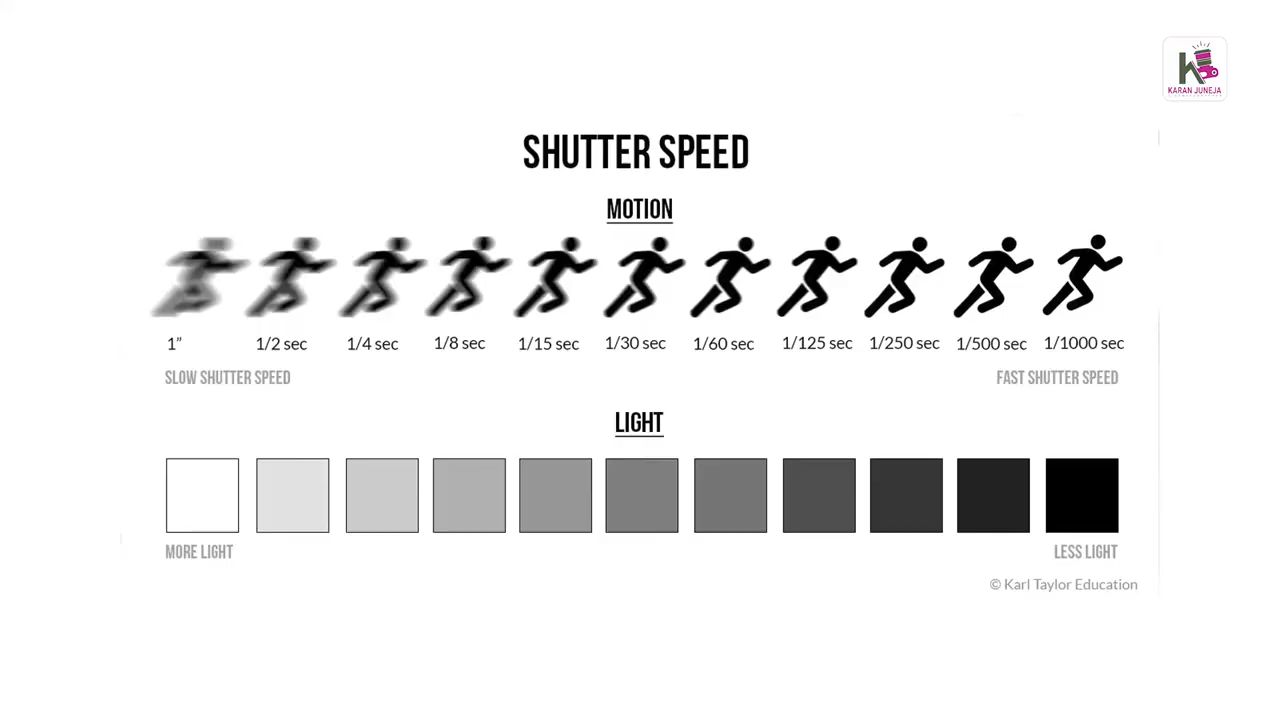 K
KARAN JUNEJA
SHUTTER SPEED
MOTION
1” 1/2 sec 1/4 sec 1/8 sec 1/15 sec 1/30 sec 1/60 sec 1/125 sec 1/250 sec 1/500 sec 1/1000 sec
SLOW SHUTTER SPEED FAST SHUTTER SPEED
LIGHT
MORE LIGHT LESS LIGHT
© Karl Taylor Education